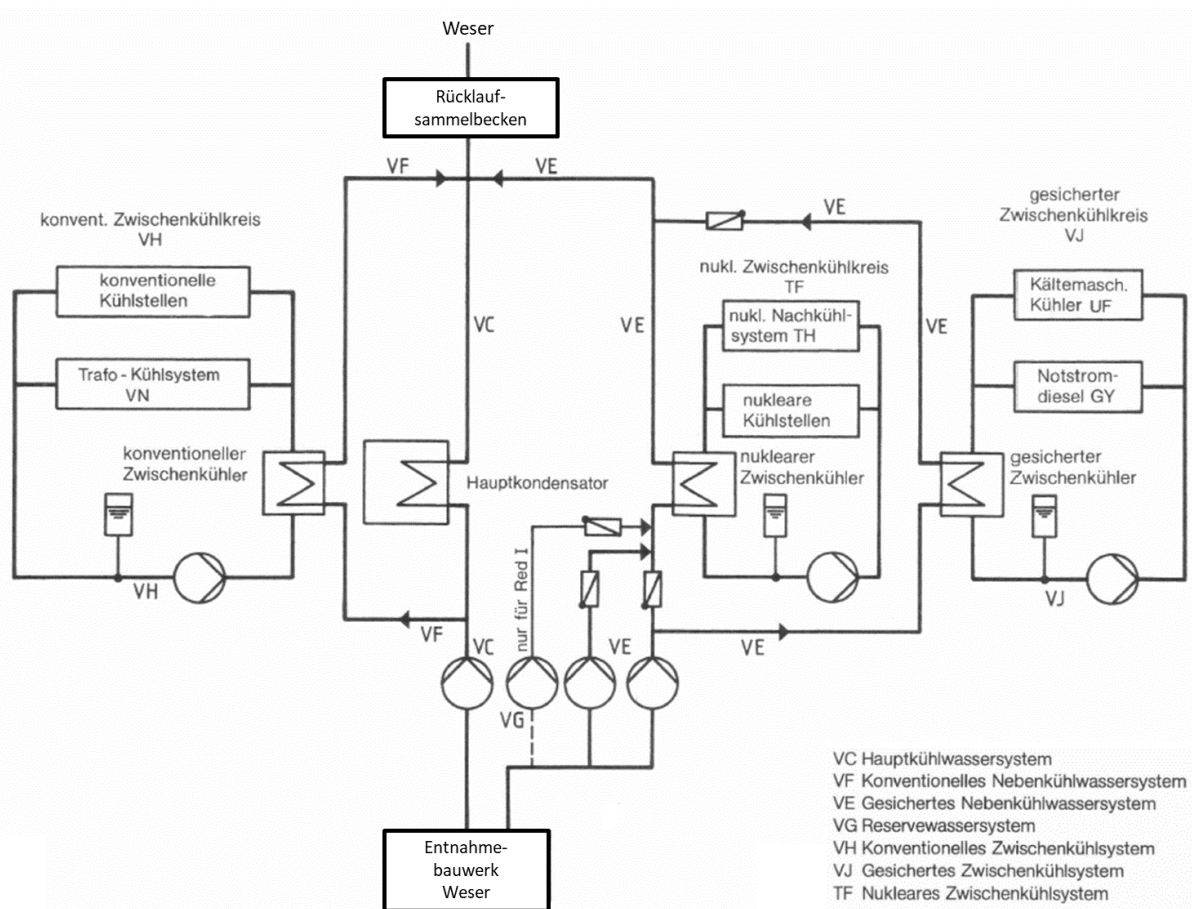 Weser
Rücklauf-
sammelbecken
VF
VE
konvent. Zwischenkühlkreis
VH
konventionelle
Kühlstellen
Trafo - Kühlsystem
VN
konventioneller
Zwischenkühler
VH
VF
VC
Hauptkondensator
VC
VE
nur für Red I
VG
VE
nukl. Zwischenkühlkreis
TF
nukl. Nachkühl-
system TH
nukleare
Kühlstellen
nuklearer
Zwischenkühler
VE
VE
VE
gesicherter
Zwischenkühlkreis
VJ
Kältemasch.
Kühler UF
Notstrom-
diesel GY
gesicherter
Zwischenkühler
VJ
Entnahme-
bauwerk
Weser
VC Hauptkühlwassersystem
VF Konventionelles Nebenkühlwassersystem
VE Gesichertes Nebenkühlwassersystem
VG Reservewassersystem
VH Konventionelles Zwischenkühlsystem
VJ Gesichertes Zwischenkühlsystem
TF Nukleares Zwischenkühlsystem